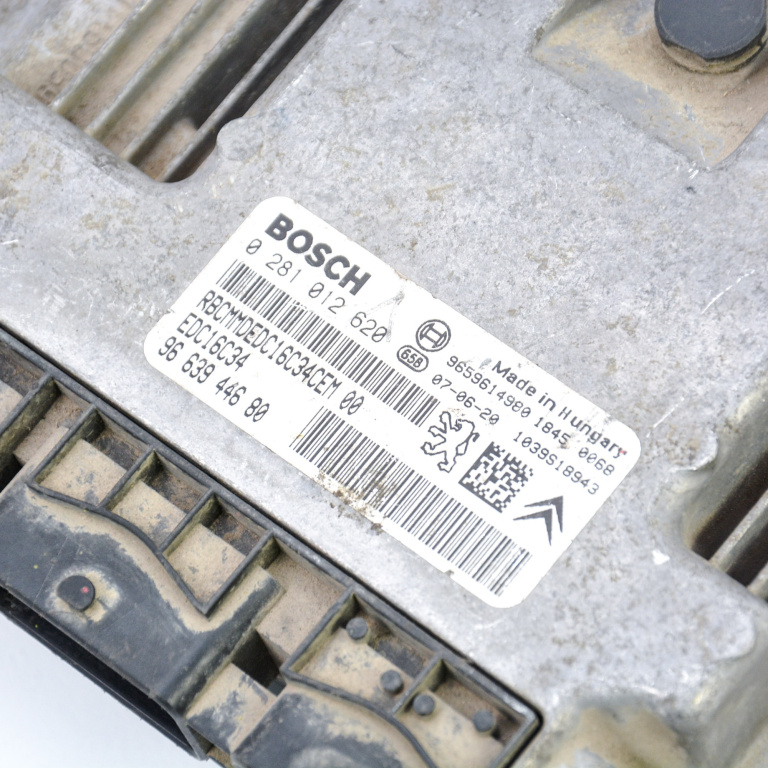 BOSCH
0 281 012 620
RBCMMDEDC16C34CEM 00
EDC16C34
96 639 446 80
Made in Hungary
9659614980 1845 0068
658 07-06-20 1039S18943